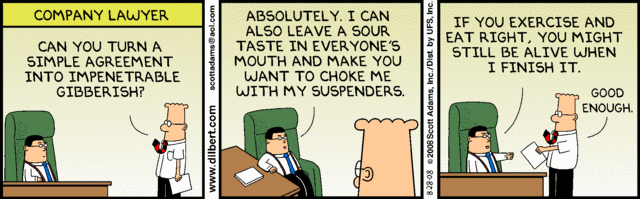 COMPANY LAWYER
CAN YOU TURN A
SIMPLE AGREEMENT
INTO IMPENETRABLE
GIBBERISH?
www.dilbert.com
scottadams@aol.com
ABSOLUTELY. I CAN
ALSO LEAVE A SOUR
TASTE IN EVERYONE'S
MOUTH AND MAKE YOU
WANT TO CHOKE ME
WITH MY SUSPENDERS.
8-28-08 © 2008 Scott Adams, Inc./Dist. by UFS, Inc.
IF YOU EXERCISE AND
EAT RIGHT, YOU MIGHT
STILL BE ALIVE WHEN
I FINISH IT.
GOOD
ENOUGH.